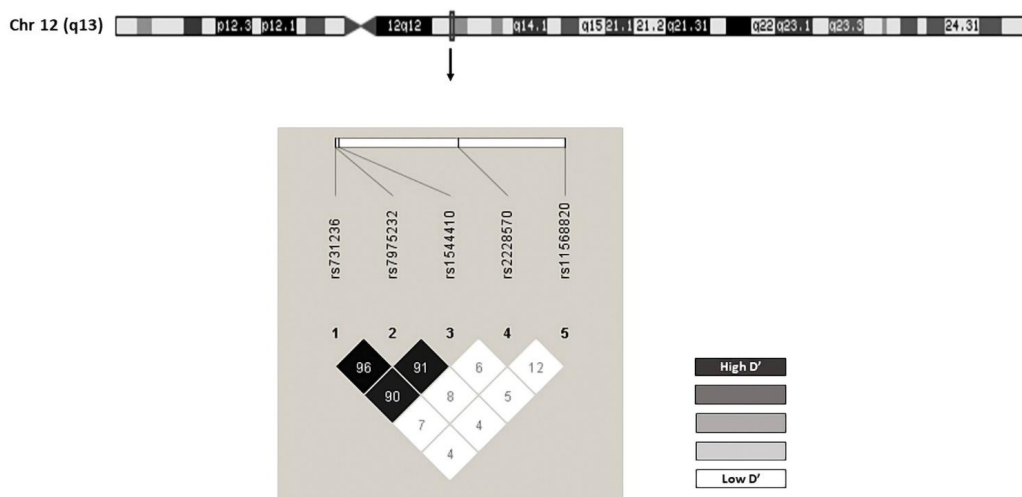 Chr 12 (q13)
p12.3 p12.1 12q12 q14.1 q15 21.1 21.2 q21.31 q22 q23.1 q23.3 24.31
rs731236
rs7975232
rs1544410
rs2228570
rs11568820
1 2 3 4 5
96 91 6 12
90 8 5
7 4
4
High D'
Low D'